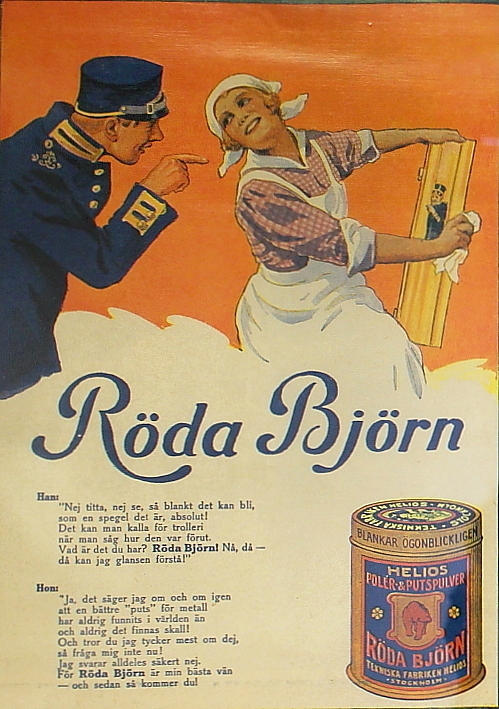 Röda Björn
Han:
"Nej titta, nej se, så blankt det kan bli,
som en spegel det är, absolut!
Det kan man kalla för trolleri
när man såg hur den var förut.
Vad är det du har? Röda Björn! Nå, då —
då kan jag glansen förstå!"
Hon:
"Ja, det säger jag om och om igen
att en bättre "puts" för metall
har aldrig funnits i världen än
och aldrig det finnas skall!
Och tror du jag tycker mest om dej,
så fråga mig inte nu!
Jag svarar alldeles säkert nej.
För Röda Björn är min bästa vän
— och sedan så kommer du!
TEKNISKA FABRIKEN HELIOS
BLANKAR ÖGONBLICKLIGEN
HELIOS
POLÉR-&PUTSPULVER
RÖDA BJÖRN
TEKNISKA FABRIKEN HELIOS
·STOCKHOLM·